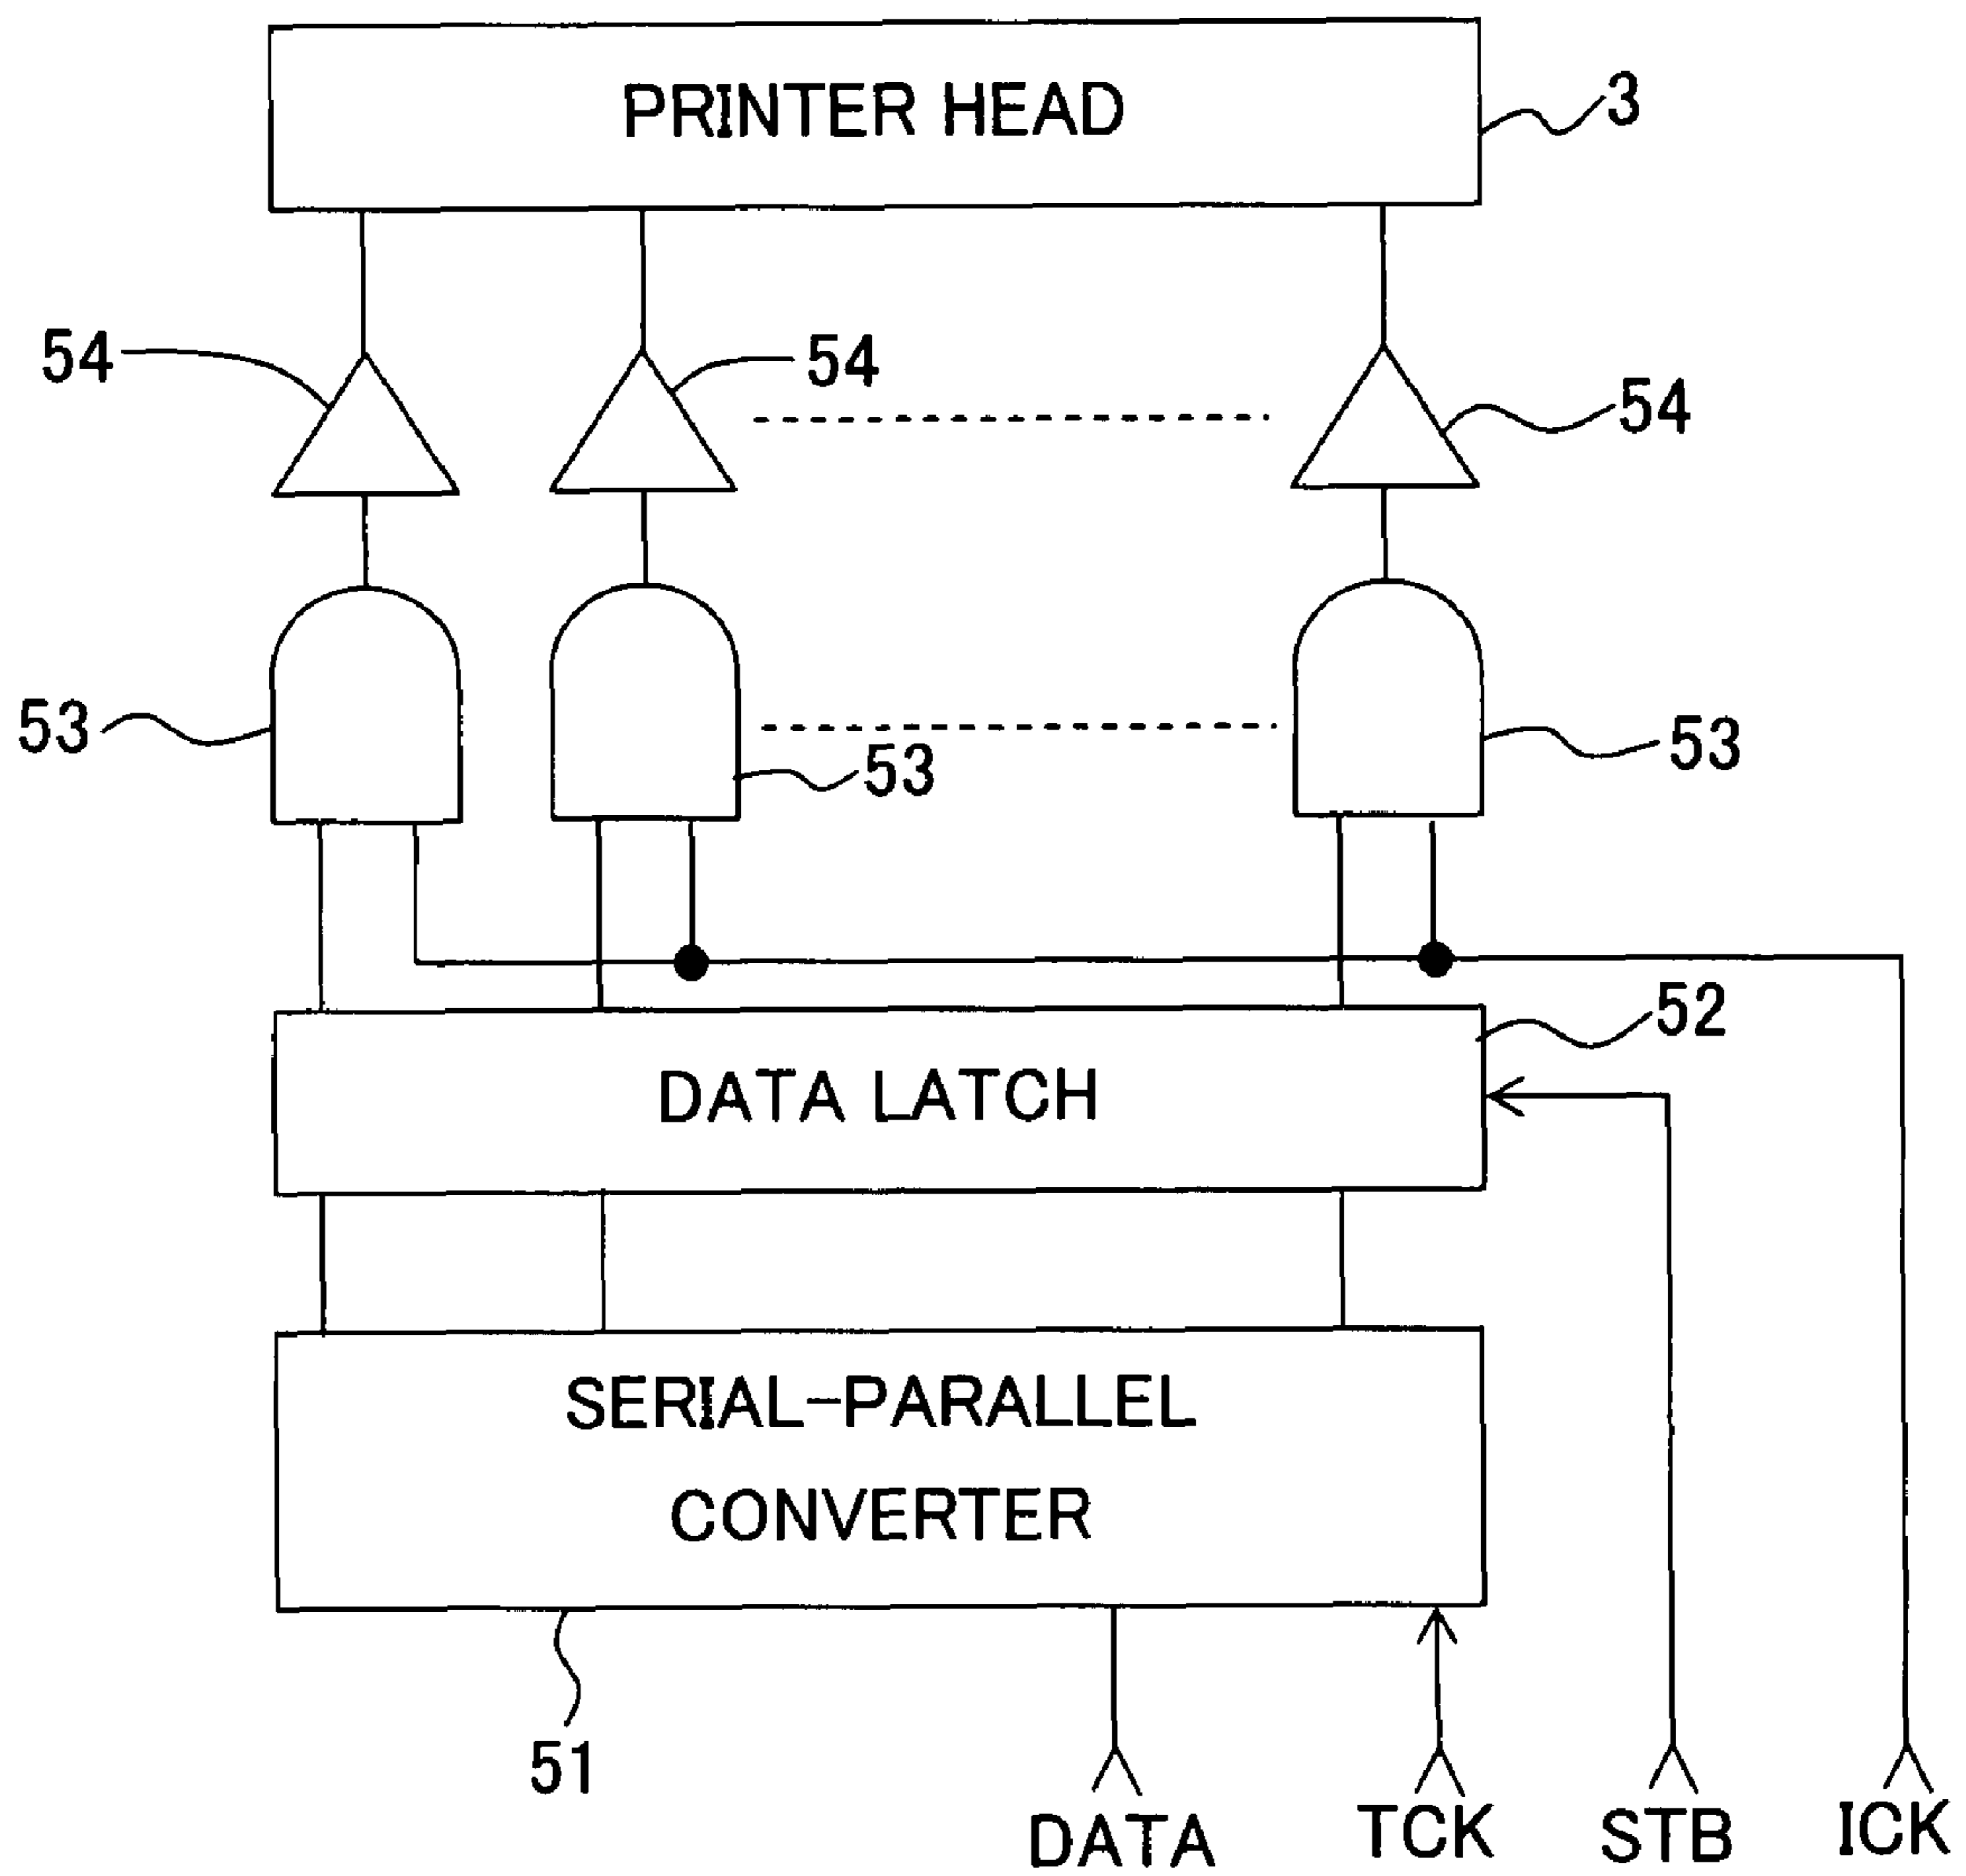 PRINTER HEAD
3
54
54
54
53
53
53
52
DATA LATCH
SERIAL-PARALLEL
CONVERTER
51
DATA
TCK
STB
ICK